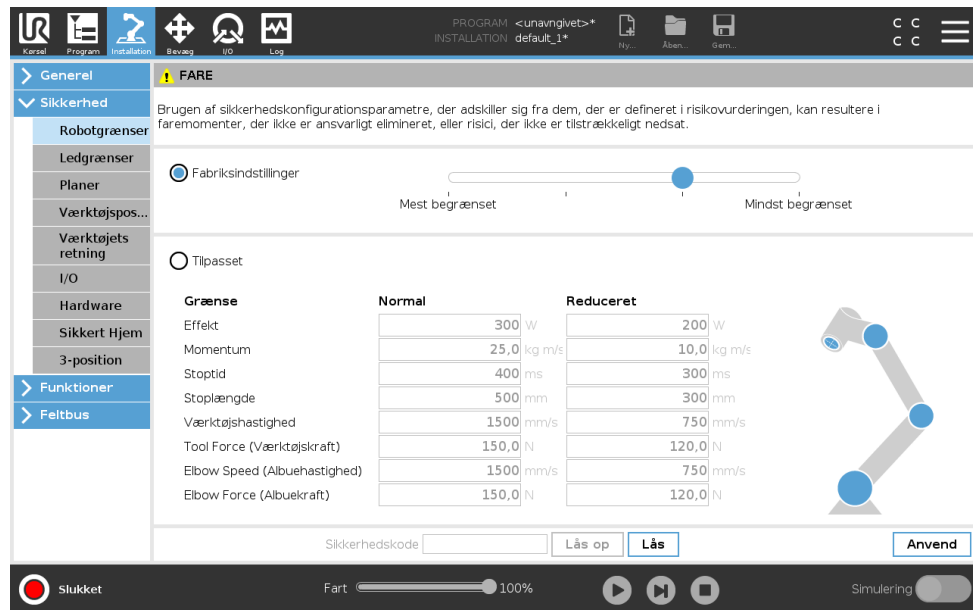 UR
PROGRAM <unavngivet>*
INSTALLATION default_1*
Kørsel Program Installation Bevæg I/O Log Ny... Åben... Gem...
C C
C C
Generel
FARE
Sikkerhed
Brugen af sikkerhedskonfigurationsparametre, der adskiller sig fra dem, der er defineret i risikovurderingen, kan resultere i
faremomenter, der ikke er ansvarligt elimineret, eller risici, der ikke er tilstrækkeligt nedsat.
Robotgrænser
Ledgrænser
Planer
Værktøjspos...
Værktøjets
retning
I/O
Hardware
Sikkert Hjem
3-position
Funktioner
Feltbus
Fabriksindstillinger
Mest begrænset Mindst begrænset
Tilpasset
Grænse Normal Reduceret
Effekt 300 W 200 W
Momentum 25,0 kg m/s 10,0 kg m/s
Stoptid 400 ms 300 ms
Stoplængde 500 mm 300 mm
Værktøjshastighed 1500 mm/s 750 mm/s
Tool Force (Værktøjskraft) 150,0 N 120,0 N
Elbow Speed (Albuehastighed) 1500 mm/s 750 mm/s
Elbow Force (Albuekraft) 150,0 N 120,0 N
Sikkerhedskode Lås op Lås Anvend
Slukket Fart 100% Simulering